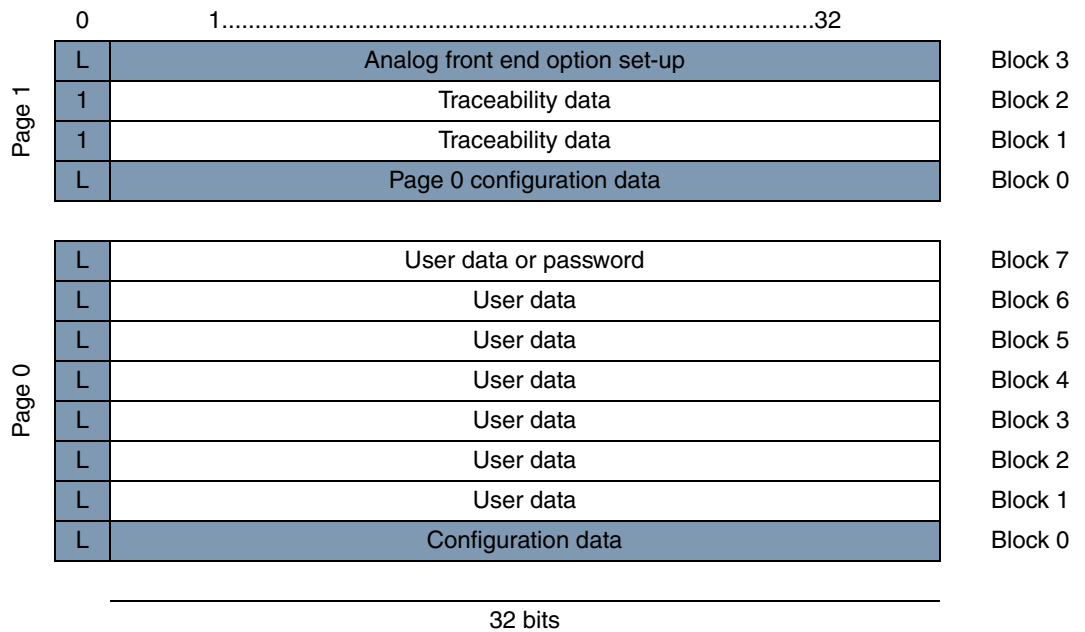 0 1..........................................................................................32
Page 1
L Analog front end option set-up Block 3
1 Traceability data Block 2
1 Traceability data Block 1
L Page 0 configuration data Block 0
Page 0
L User data or password Block 7
L User data Block 6
L User data Block 5
L User data Block 4
L User data Block 3
L User data Block 2
L User data Block 1
L Configuration data Block 0
32 bits